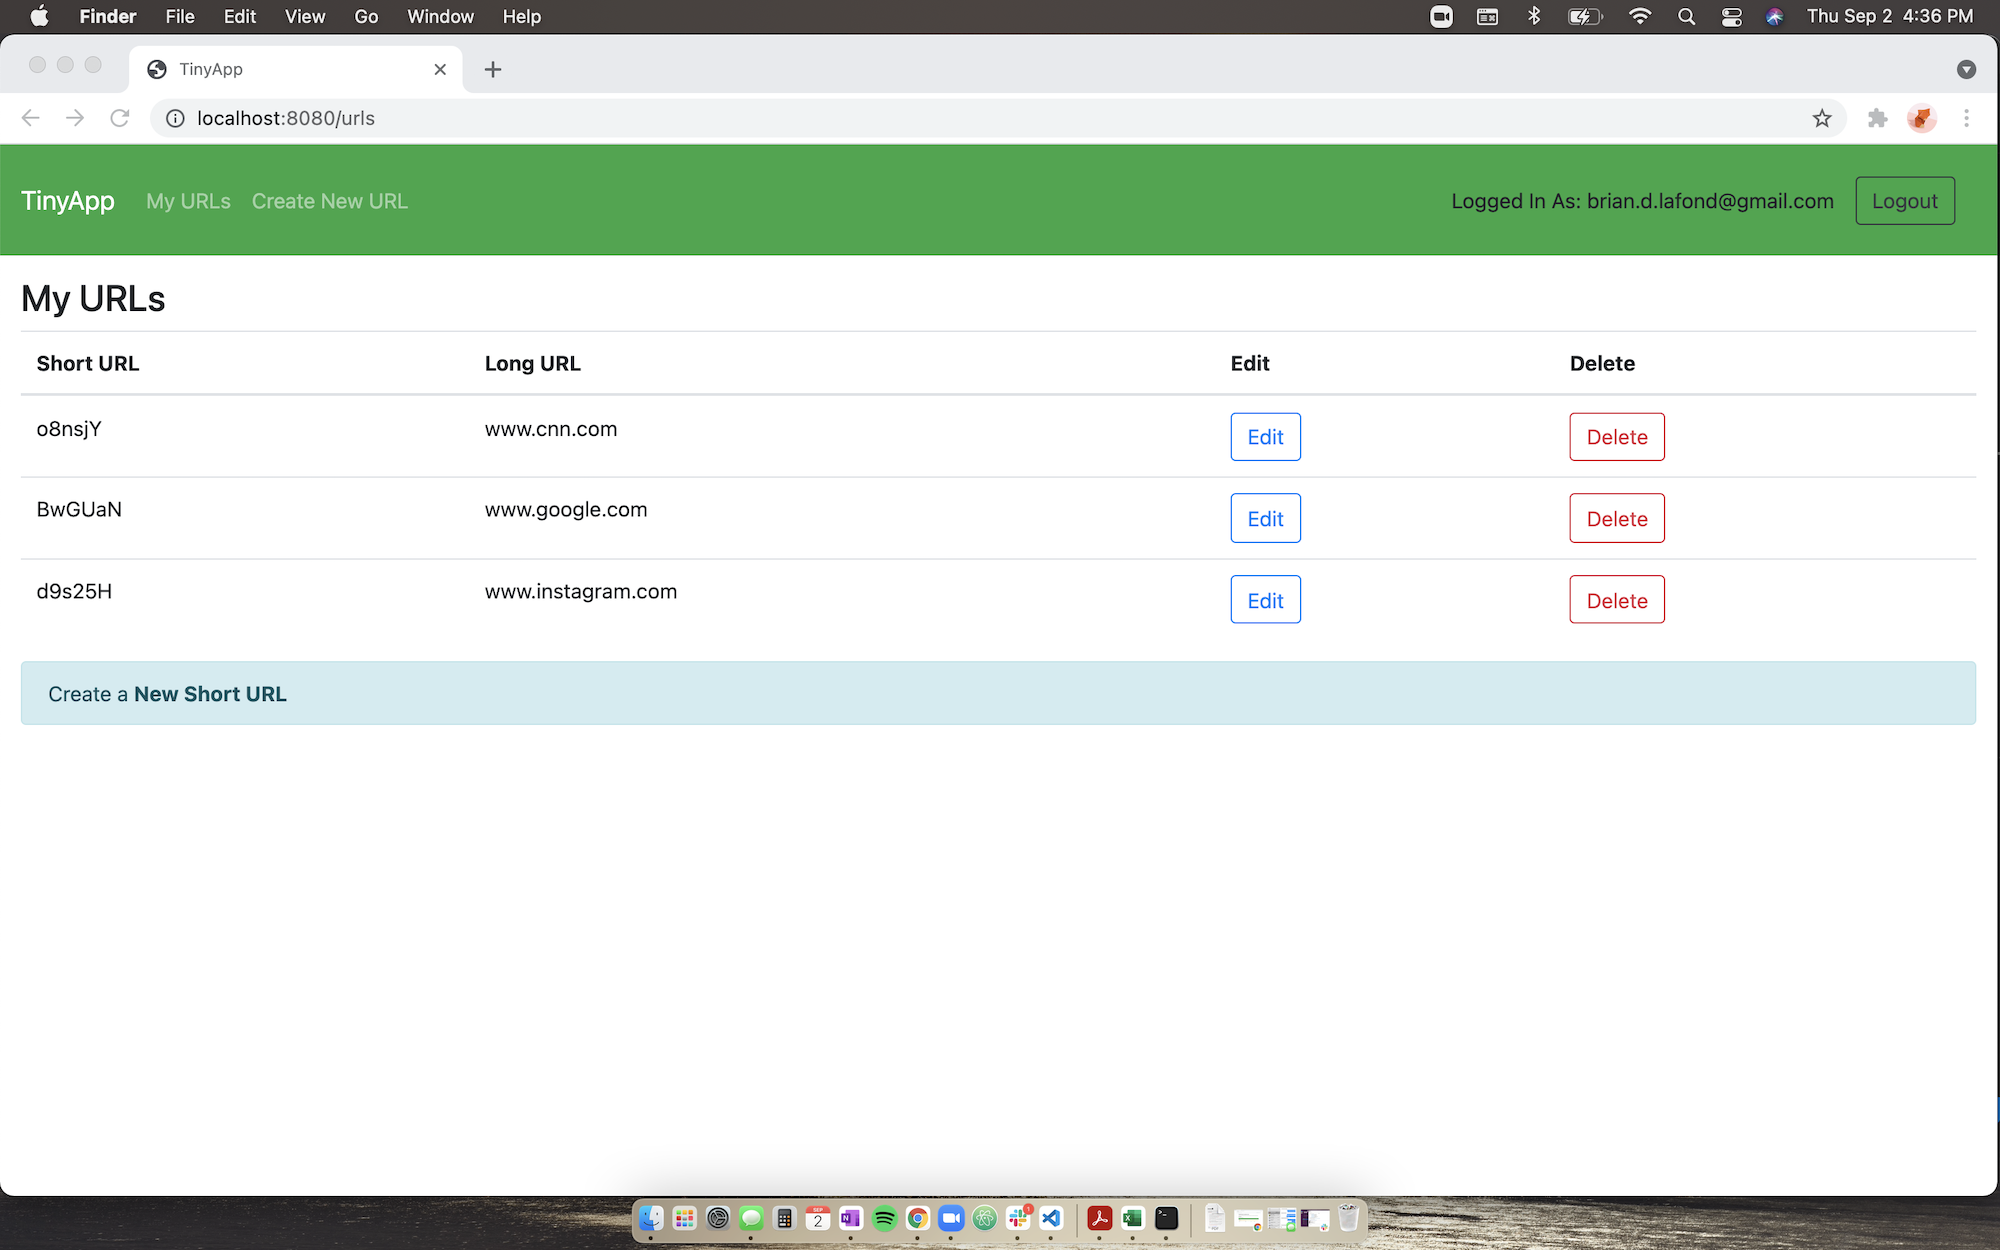 Finder File Edit View Go Window Help Thu Sep 2 4:36 PM
TinyApp
localhost:8080/urls
TinyApp My URLs Create New URL Logged In As: brian.d.lafond@gmail.com Logout
My URLs
Short URL Long URL Edit Delete
o8nsjY www.cnn.com Edit Delete
BwGUaN www.google.com Edit Delete
d9s25H www.instagram.com Edit Delete
Create a New Short URL
SEP
2
1